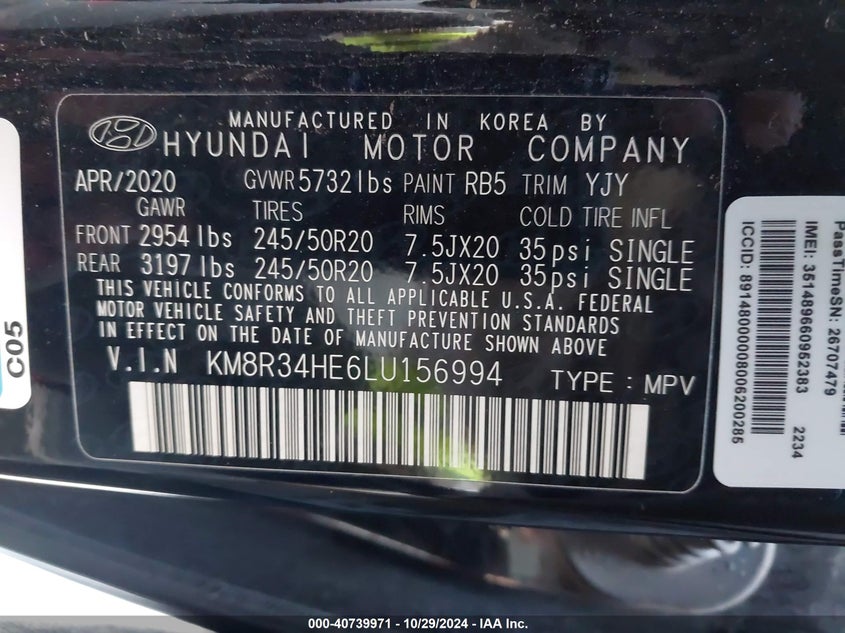 MANUFACTURED IN KOREA BY
HYUNDAI MOTOR COMPANY
APR/2020 GVWR 5732 lbs PAINT RB5 TRIM YJY
GAWR TIRES RIMS COLD TIRE INFL
FRONT 2954 lbs 245/50R20 7.5JX20 35psi SINGLE
REAR 3197 lbs 245/50R20 7.5JX20 35psi SINGLE
THIS VEHICLE CONFORMS TO ALL APPLICABLE U.S.A. FEDERAL
MOTOR VEHICLE SAFETY AND THEFT PREVENTION STANDARDS
IN EFFECT ON THE DATE OF MANUFACTURE SHOWN ABOVE
V.I.N KM8R34HE6LU156994 TYPE : MPV
C05
PassTimeSN: 26707479
IMEI: 351489660952383 2234
ICCID: 89148000008006200285
000-40739971 - 10/29/2024 - IAA Inc.